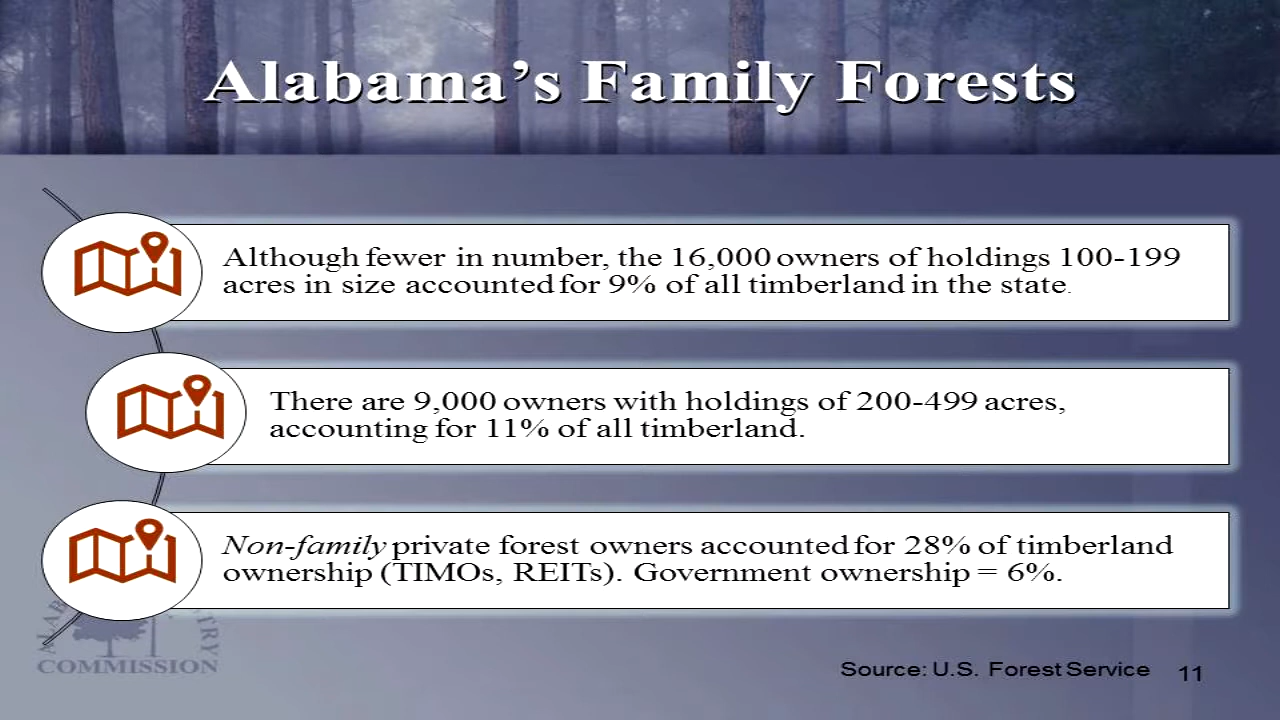 Alabama’s Family Forests
Although fewer in number, the 16,000 owners of holdings 100-199
acres in size accounted for 9% of all timberland in the state.
There are 9,000 owners with holdings of 200-499 acres,
accounting for 11% of all timberland.
Non-family private forest owners accounted for 28% of timberland
ownership (TIMOs, REITs). Government ownership = 6%.
COMMISSION
Source: U.S. Forest Service
11